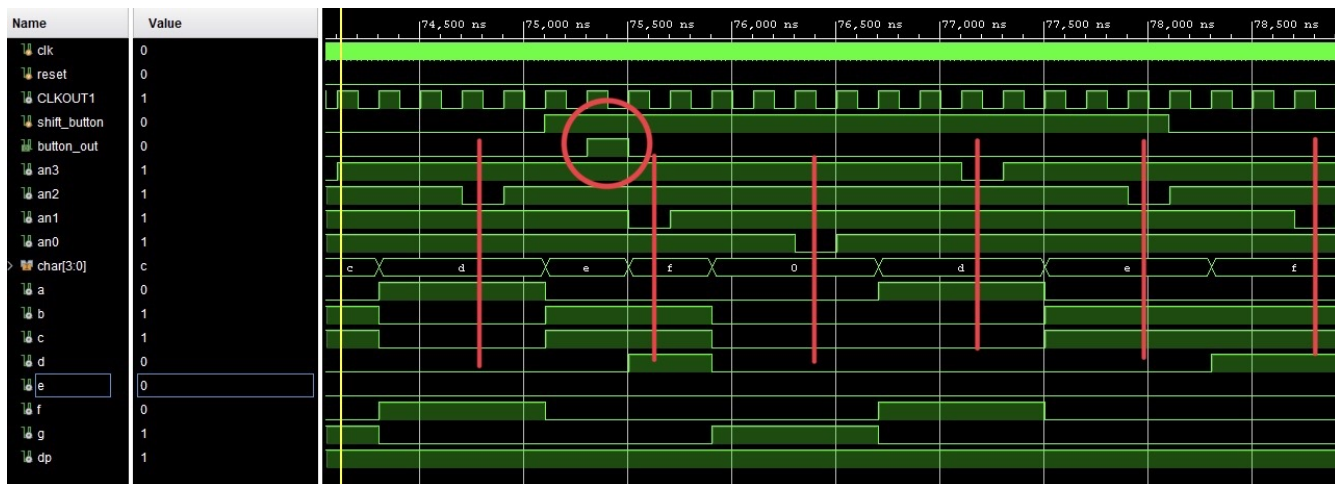 Name Value |74,500 ns |75,000 ns |75,500 ns |76,000 ns |76,500 ns |77,000 ns |77,500 ns |78,000 ns |78,500 ns
clk 0
reset 0
CLKOUT1 1
shift_button 0
button_out 0
an3 1
an2 1
an1 1
an0 1
> char[3:0] c c d e f 0 d e f
a 0
b 1
c 1
d 0
e 0
f 0
g 1
dp 1